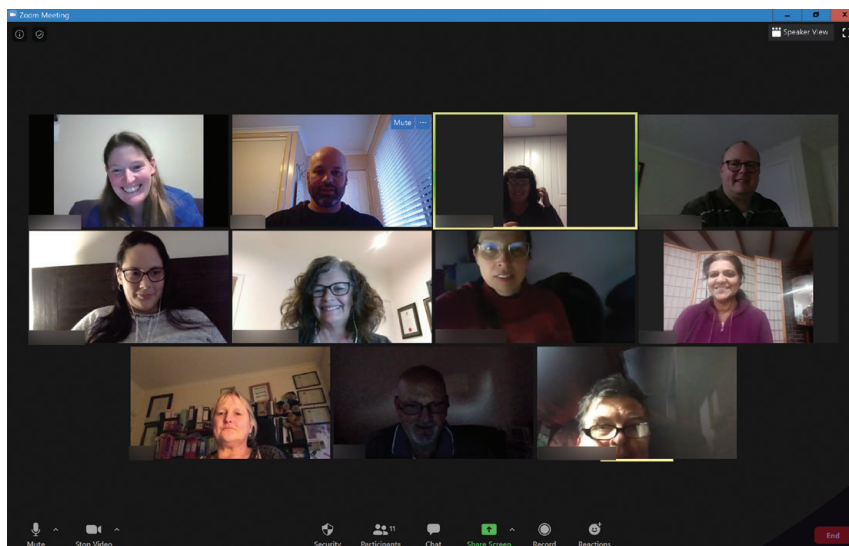 Zoom Meeting
Speaker View
Mute ···
Mute
Stop Video
Security
Participants
11
Chat
Share Screen
Record
Reactions
End